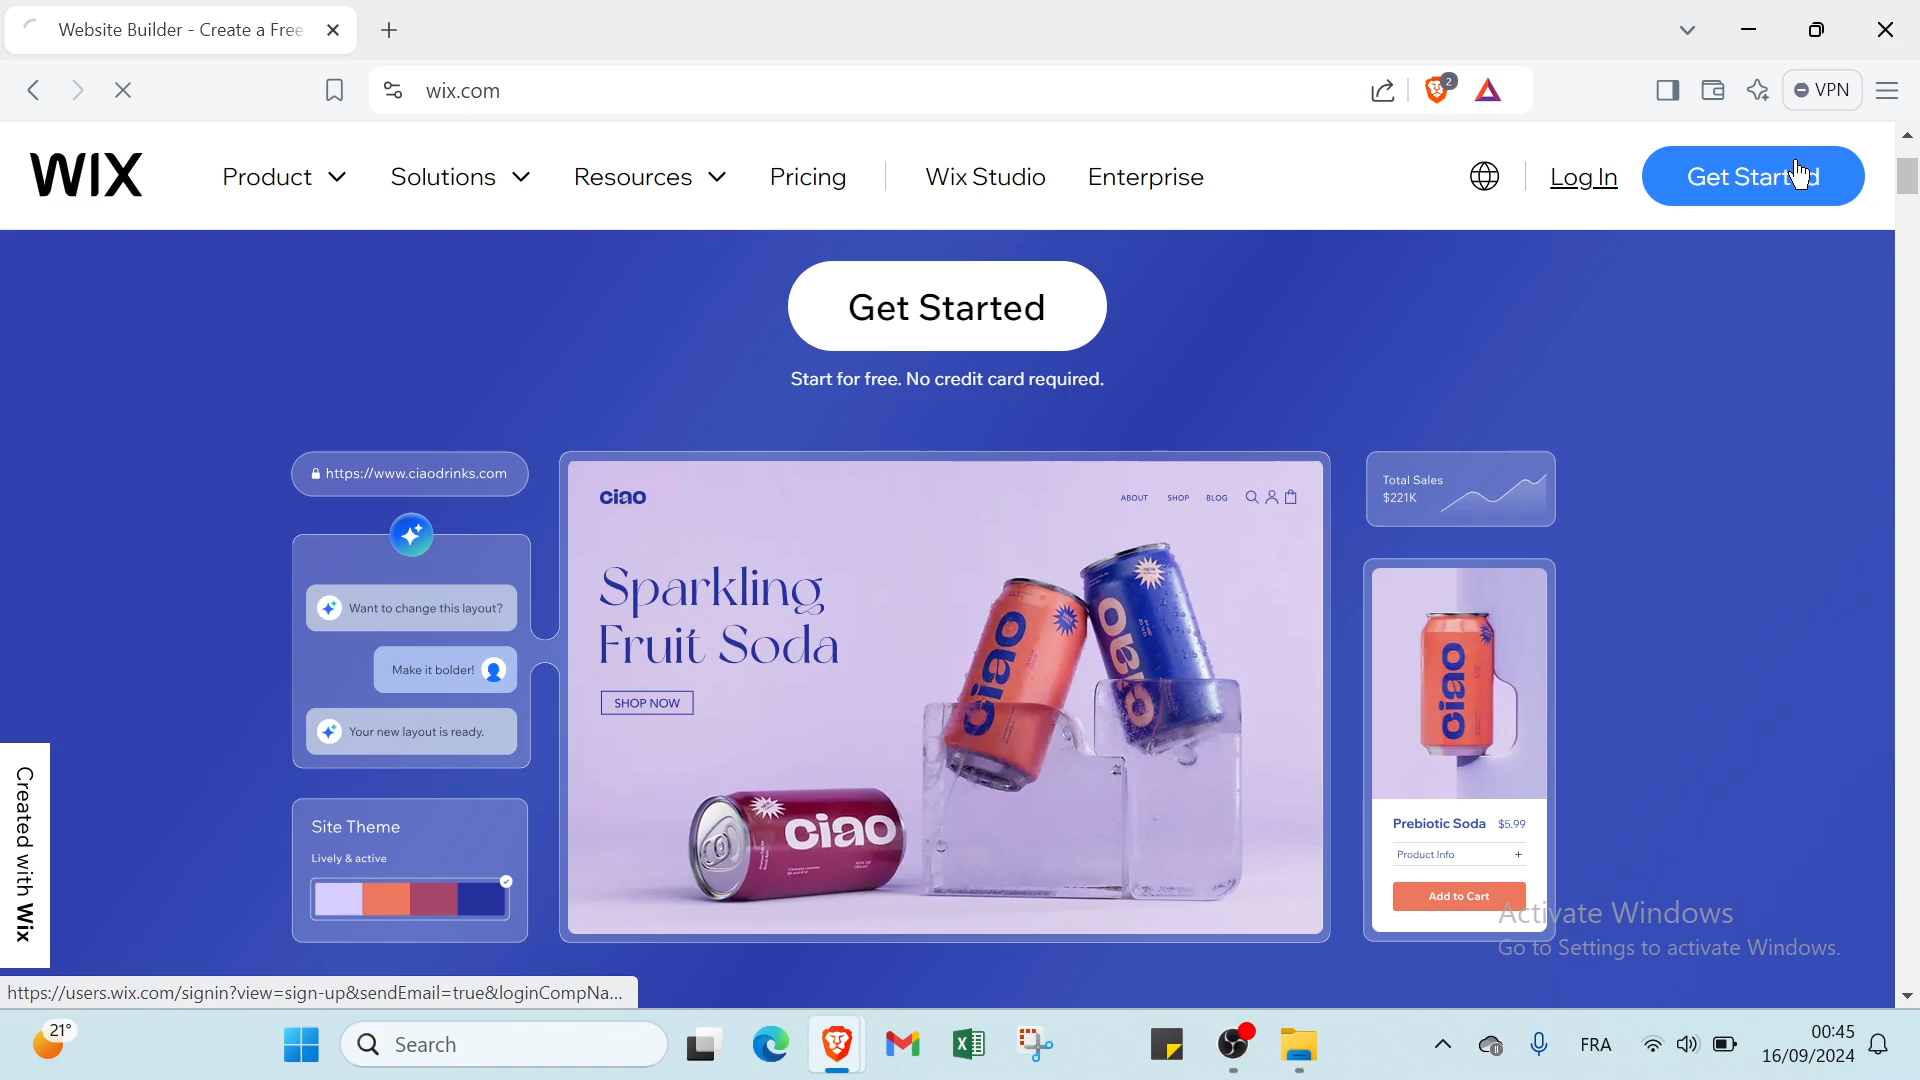 Website Builder - Create a Free
wix.com
2
VPN
WIX
Product
Solutions
Resources
Pricing
Wix Studio
Enterprise
Log In
Get Started
Get Started
Start for free. No credit card required.
https://www.ciaodrinks.com
Want to change this layout?
Make it bolder!
Your new layout is ready.
Site Theme
Lively & active
ciao
ABOUT
SHOP
BLOG
Sparkling
Fruit Soda
SHOP NOW
ciao
ciao
ciao
Total Sales
$221K
ciao
Prebiotic Soda $5.99
Product Info +
Add to Cart
Created with Wix
Activate Windows
Go to Settings to activate Windows.
https://users.wix.com/signin?view=sign-up&sendEmail=true&loginCompNa...
21°
Search
FRA
00:45
16/09/2024